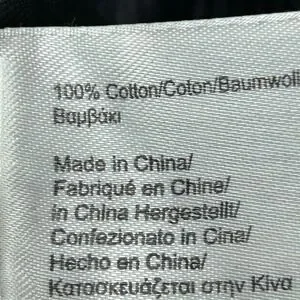 100% Cotton/Coton/Baumwoll
Βαμβάκι
Made in China/
Fabriqué en Chine/
in China Hergestellt/
Confezionato in Cina/
Hecho en China/
Κατασκευάζεται στην Κίνα